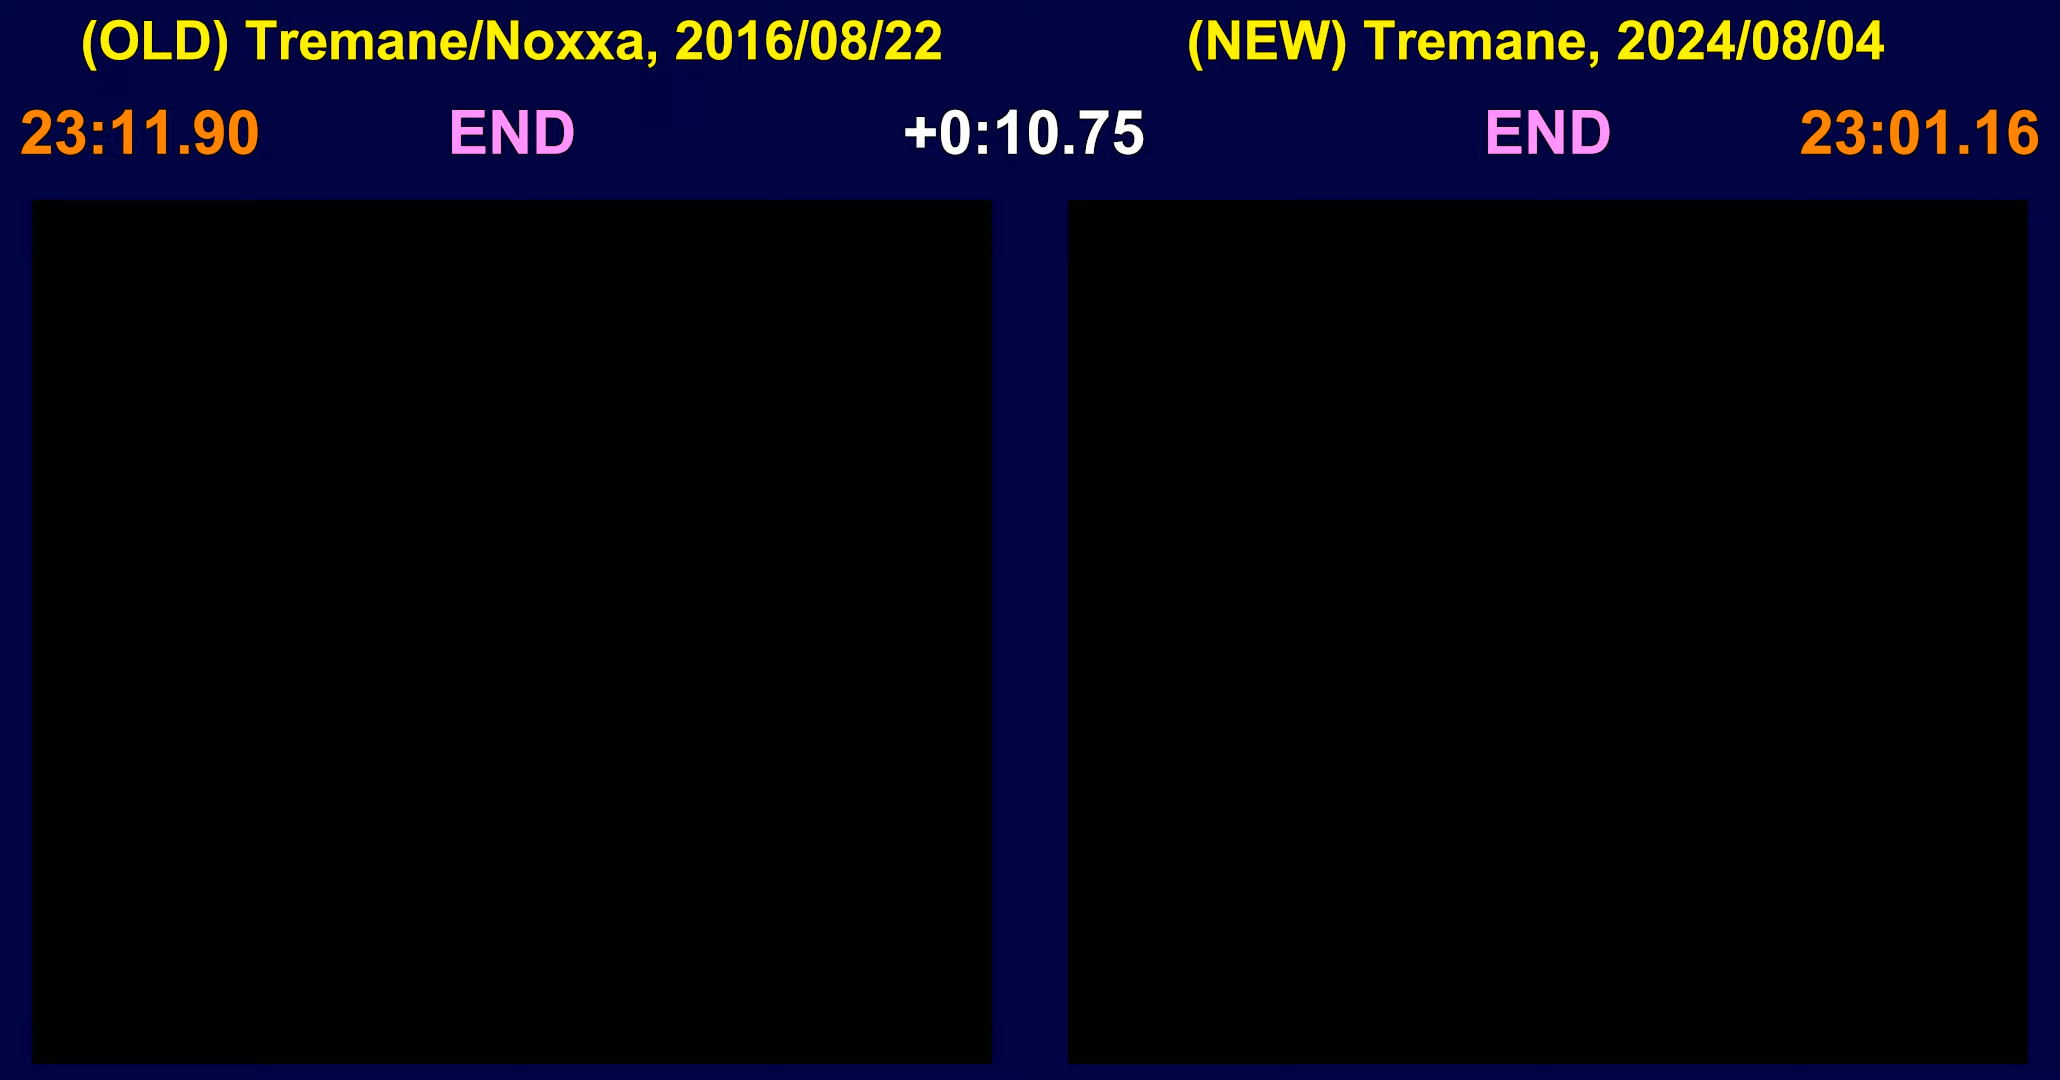 (OLD) Tremane/Noxxa, 2016/08/22 (NEW) Tremane, 2024/08/04
23:11.90 END +0:10.75 END 23:01.16